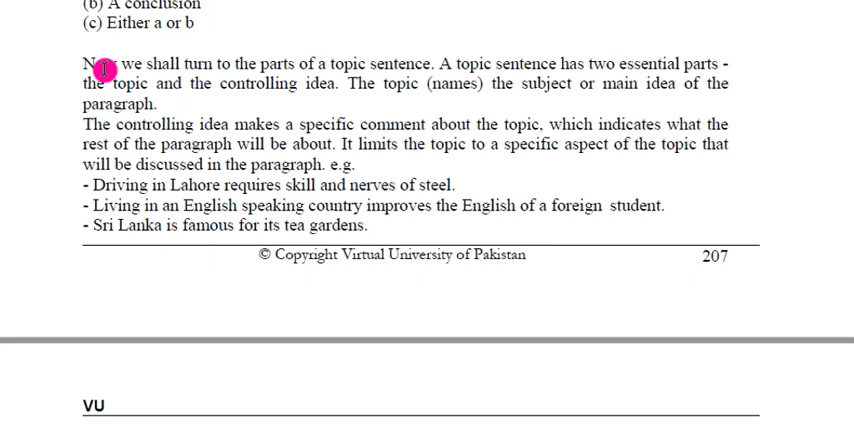 (b) A conclusion
(c) Either a or b
we shall turn to the parts of a topic sentence. A topic sentence has two essential parts -
the topic and the controlling idea. The topic (names) the subject or main idea of the
paragraph.
The controlling idea makes a specific comment about the topic, which indicates what the
rest of the paragraph will be about. It limits the topic to a specific aspect of the topic that
will be discussed in the paragraph. e.g.
- Driving in Lahore requires skill and nerves of steel.
- Living in an English speaking country improves the English of a foreign student.
- Sri Lanka is famous for its tea gardens.
© Copyright Virtual University of Pakistan 207
VU